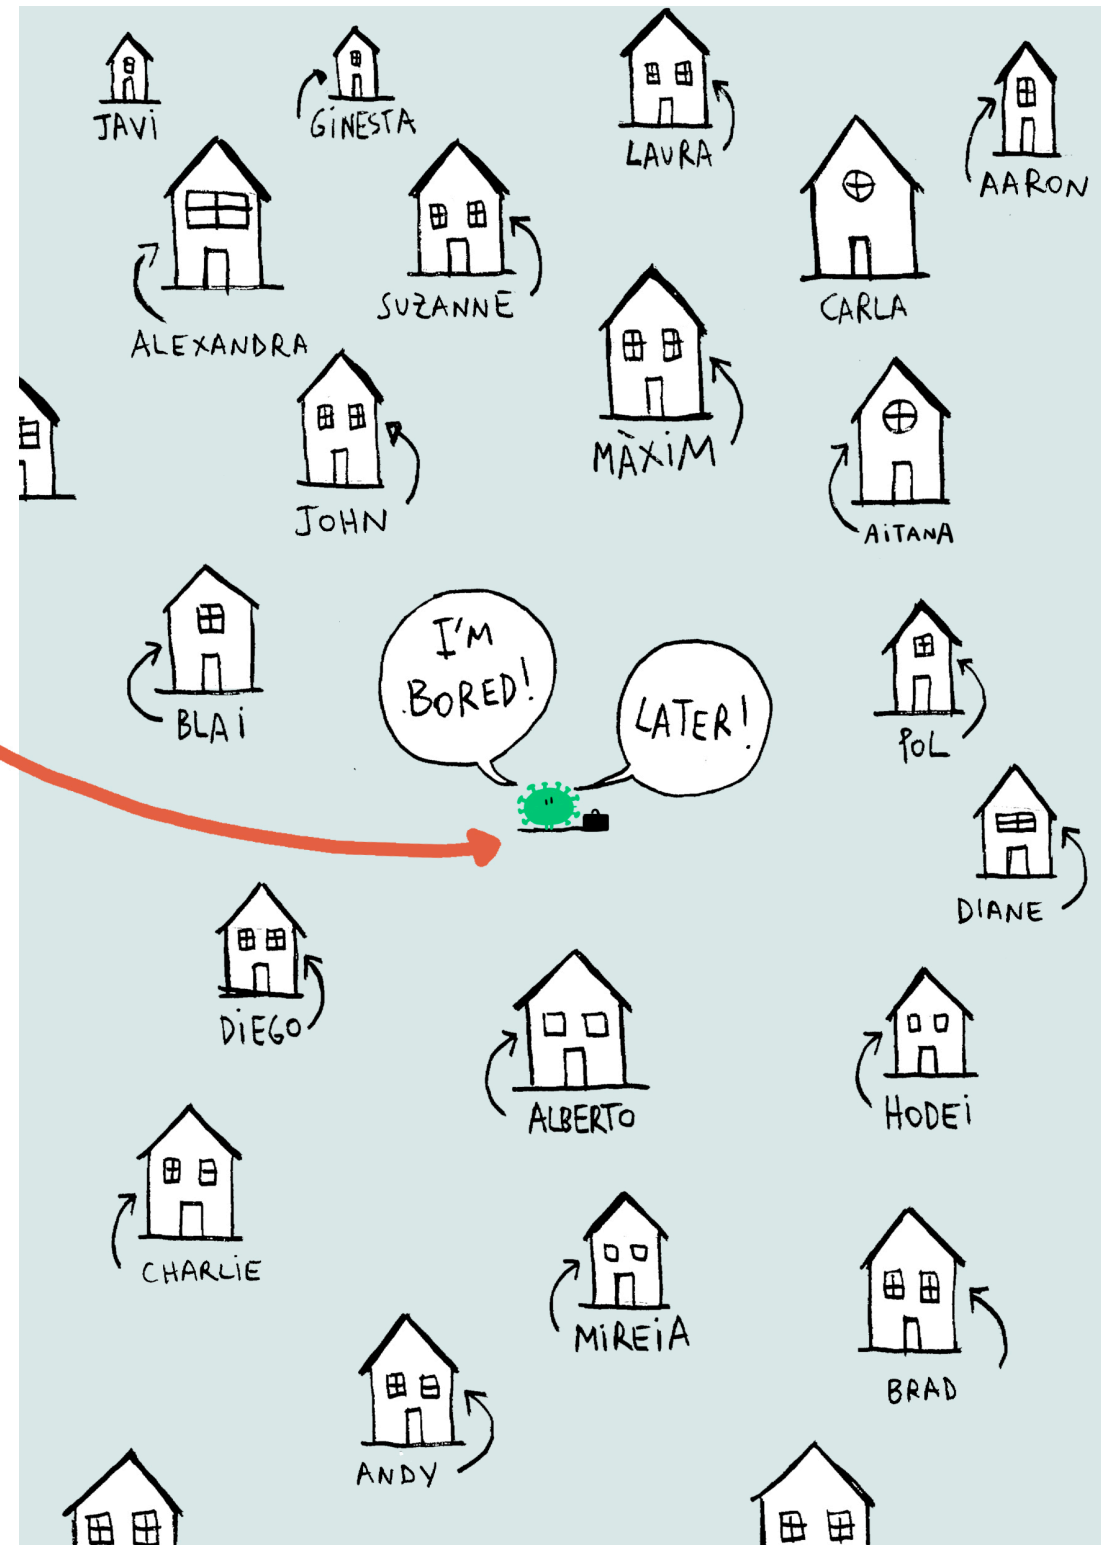 JAVi
GiNESTA
LAURA
AARON
ALEXANDRA
SUZANNE
CARLA
MÀXiM
JOHN
AiTANA
BLAi
I'M
BORED!
LATER!
POL
DIANE
DiEGO
ALBERTO
HODEi
CHARLiE
MiREiA
BRAD
ANDY